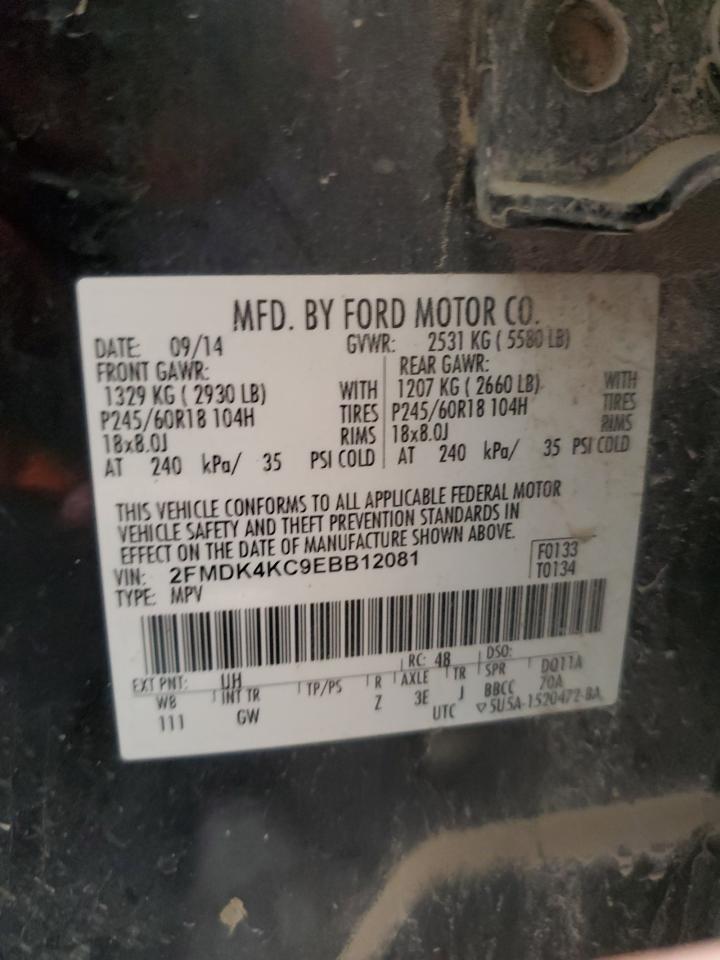 MFD. BY FORD MOTOR CO.
DATE: 09/14 GVWR: 2531 KG ( 5580 LB)
FRONT GAWR: REAR GAWR:
1329 KG ( 2930 LB) WITH 1207 KG ( 2660 LB) WITH
P245/60R18 104H TIRES P245/60R18 104H TIRES
18x8.0J RIMS 18x8.0J RIMS
AT 240 kPa/ 35 PSI COLD AT 240 kPa/ 35 PSI COLD
THIS VEHICLE CONFORMS TO ALL APPLICABLE FEDERAL MOTOR
VEHICLE SAFETY AND THEFT PREVENTION STANDARDS IN
EFFECT ON THE DATE OF MANUFACTURE SHOWN ABOVE.
VIN: 2FMDK4KC9EBB12081 F0133
TYPE: MPV T0134
EXT PNT: UH RC: 48 DSO:
W8 INT TR TP/PS R AXLE TR SPR DQ11A
111 GW Z 3E J BBCC 70A
UTC ▽5U5A-1520472-BA